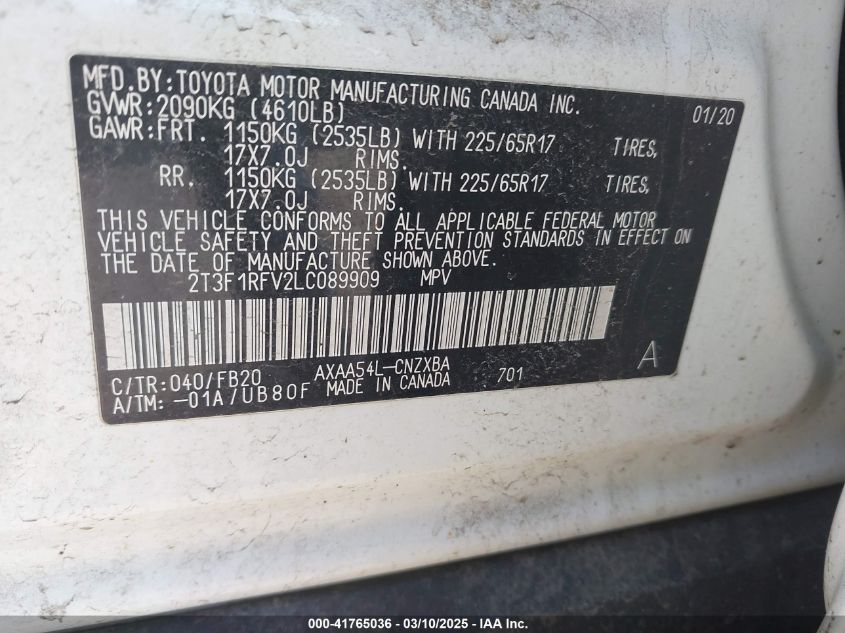 MFD.BY:TOYOTA MOTOR MANUFACTURING CANADA INC. 01/20
GVWR:2090KG (4610LB)
GAWR:FRT. 1150KG (2535LB) WITH 225/65R17 TIRES,
17X7.0J RIMS.
RR. 1150KG (2535LB) WITH 225/65R17 TIRES,
17X7.0J RIMS.
THIS VEHICLE CONFORMS TO ALL APPLICABLE FEDERAL MOTOR
VEHICLE SAFETY AND THEFT PREVENTION STANDARDS IN EFFECT ON
THE DATE OF MANUFACTURE SHOWN ABOVE.
2T3F1RFV2LC089909 MPV
A
C/TR:040/FB20 AXAA54L-CNZXBA 701
A/TM:-01A/UB80F MADE IN CANADA
000-41765036 - 03/10/2025 - IAAI.com